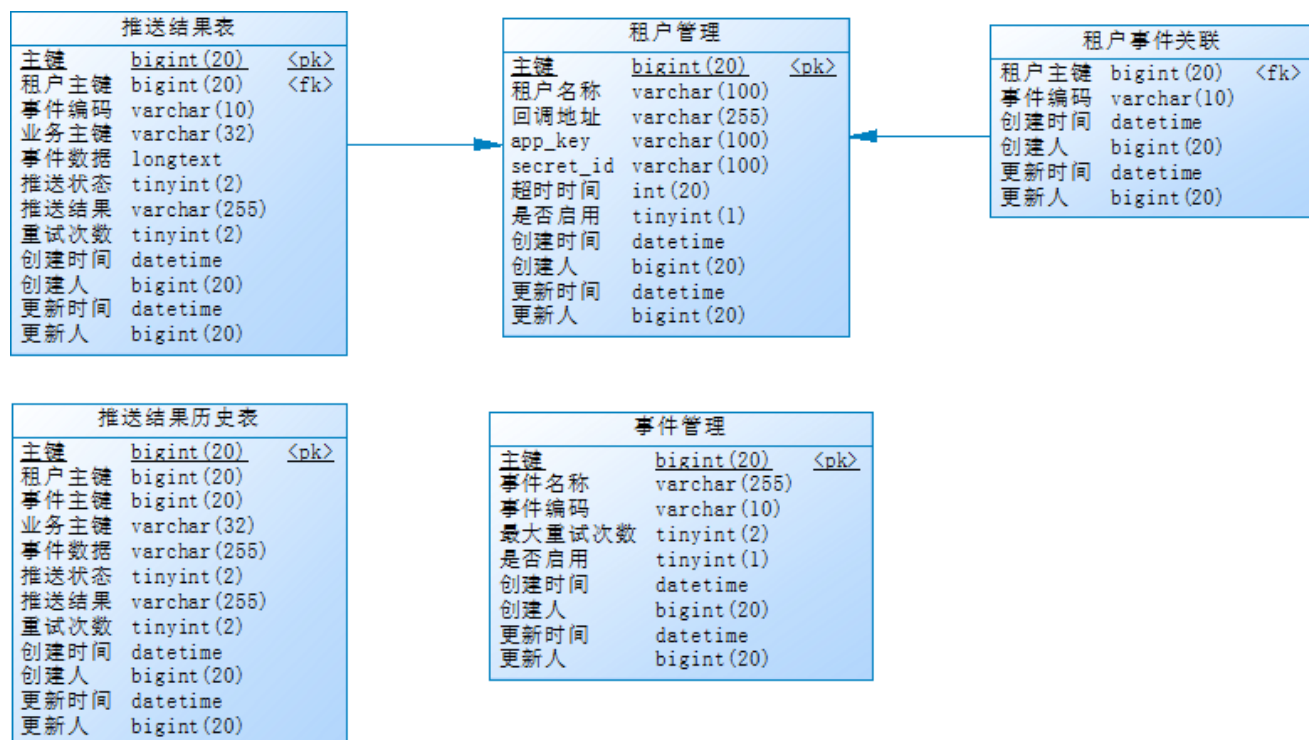 推送结果表
主键 bigint(20) <pk>
租户主键 bigint(20) <fk>
事件编码 varchar(10)
业务主键 varchar(32)
事件数据 longtext
推送状态 tinyint(2)
推送结果 varchar(255)
重试次数 tinyint(2)
创建时间 datetime
创建人 bigint(20)
更新时间 datetime
更新人 bigint(20)
租户管理
主键 bigint(20) <pk>
租户名称 varchar(100)
回调地址 varchar(255)
app_key varchar(100)
secret_id varchar(100)
超时时间 int(20)
是否启用 tinyint(1)
创建时间 datetime
创建人 bigint(20)
更新时间 datetime
更新人 bigint(20)
租户事件关联
租户主键 bigint(20) <fk>
事件编码 varchar(10)
创建时间 datetime
创建人 bigint(20)
更新时间 datetime
更新人 bigint(20)
推送结果历史表
主键 bigint(20) <pk>
租户主键 bigint(20)
事件主键 bigint(20)
业务主键 varchar(32)
事件数据 varchar(255)
推送状态 tinyint(2)
推送结果 varchar(255)
重试次数 tinyint(2)
创建时间 datetime
创建人 bigint(20)
更新时间 datetime
更新人 bigint(20)
事件管理
主键 bigint(20) <pk>
事件名称 varchar(255)
事件编码 varchar(10)
最大重试次数 tinyint(2)
是否启用 tinyint(1)
创建时间 datetime
创建人 bigint(20)
更新时间 datetime
更新人 bigint(20)